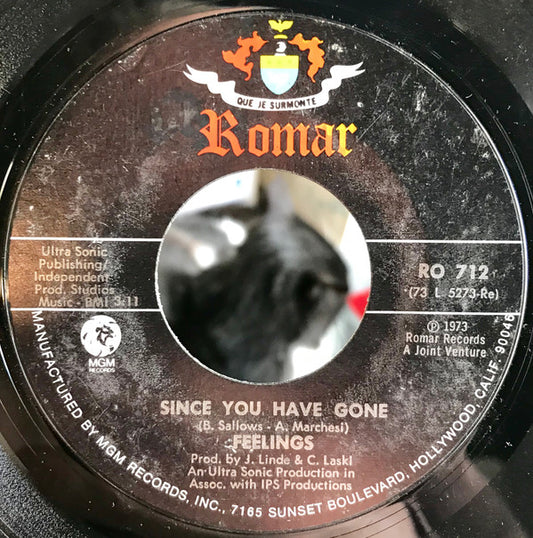 QUE JE SURMONTE
Romar
Ultra Sonic
Publishing/
Independent
Prod. Studios
Music - BMI 3:11
RO 712
(73 L 5273-Re)
℗ 1973
Romar Records
A Joint Venture
MGM
RECORDS
SINCE YOU HAVE GONE
(B. Sallows - A. Marchesi)
FEELINGS
Prod. by J. Linde & C. Laski
An Ultra Sonic Production in
Assoc. with IPS Productions
MANUFACTURED BY MGM RECORDS, INC., 7165 SUNSET BOULEVARD, HOLLYWOOD, CALIF. 90046